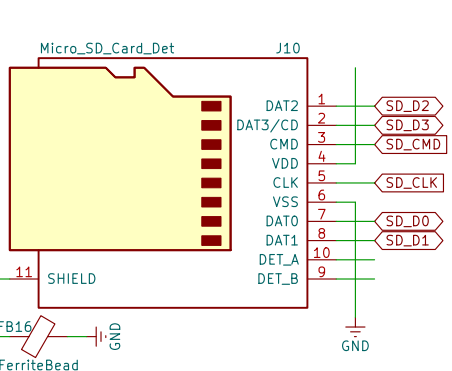 Micro_SD_Card_Det J10
DAT2 1 SD_D2
DAT3/CD 2 SD_D3
CMD 3 SD_CMD
VDD 4
CLK 5 SD_CLK
VSS 6
DAT0 7 SD_D0
DAT1 8 SD_D1
DET_A 10
11 SHIELD DET_B 9
FB16 GND GND
FerriteBead